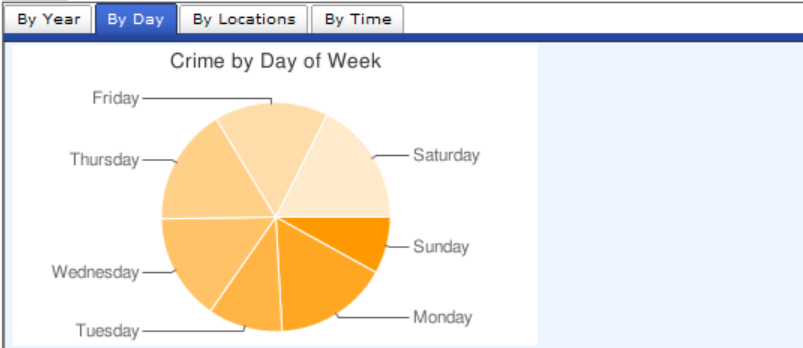 By Year By Day By Locations By Time
Crime by Day of Week
Friday
Saturday
Thursday
Sunday
Wednesday
Monday
Tuesday